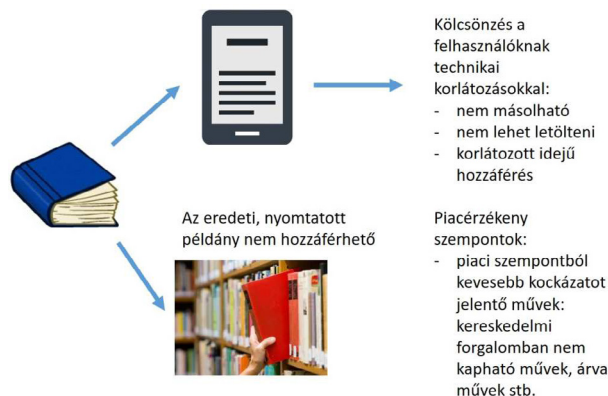 Kölcsönzés a
felhasználóknak
technikai
korlátozásokkal:
- nem másolható
- nem lehet letölteni
- korlátozott idejű
hozzáférés
Az eredeti, nyomtatott
példány nem hozzáférhető
Piacérzékeny
szempontok:
- piaci szempontból
kevesebb kockázatot
jelentő művek:
kereskedelmi
forgalomban nem
kapható művek, árva
művek stb.